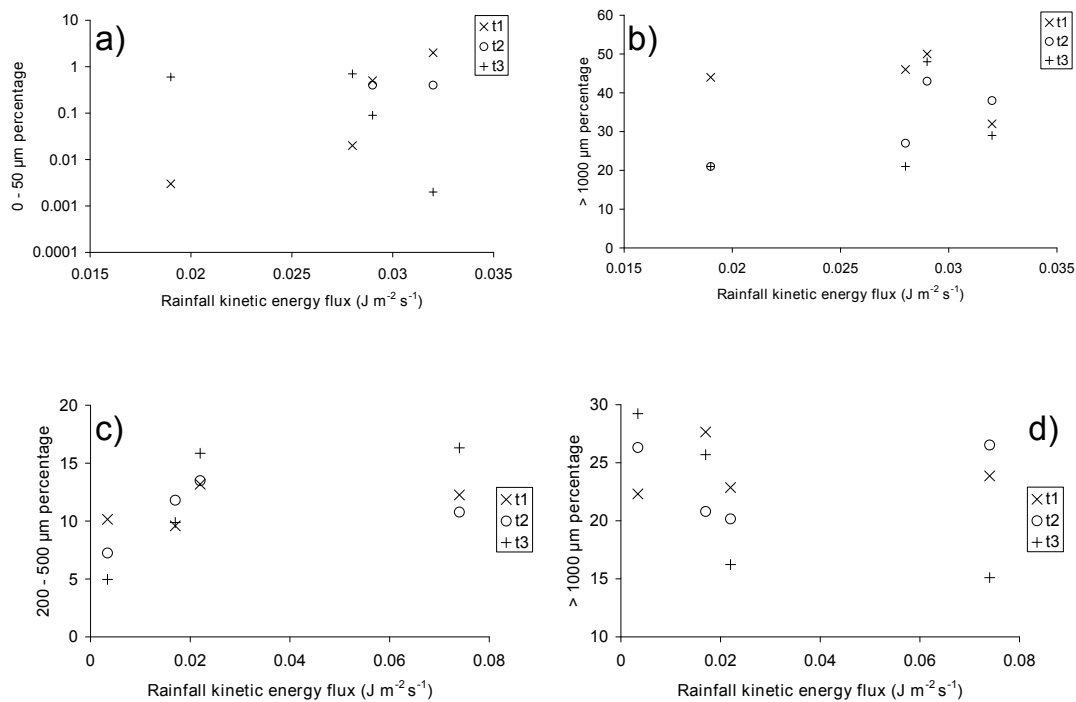 a)
0 - 50 µm percentage
10
1
0.1
0.01
0.001
0.0001
0.015 0.02 0.025 0.03 0.035
Rainfall kinetic energy flux (J m⁻² s⁻¹)
t1
t2
t3
b)
> 1000 µm percentage
60
50
40
30
20
10
0
0.015 0.02 0.025 0.03 0.035
Rainfall kinetic energy flux (J m⁻² s⁻¹)
t1
t2
t3
c)
200 - 500 µm percentage
20
15
10
5
0
0 0.02 0.04 0.06 0.08
Rainfall kinetic energy flux (J m⁻² s⁻¹)
t1
t2
t3
d)
> 1000 µm percentage
30
25
20
15
10
0 0.02 0.04 0.06 0.08
Rainfall kinetic energy flux (J m⁻² s⁻¹)
t1
t2
t3